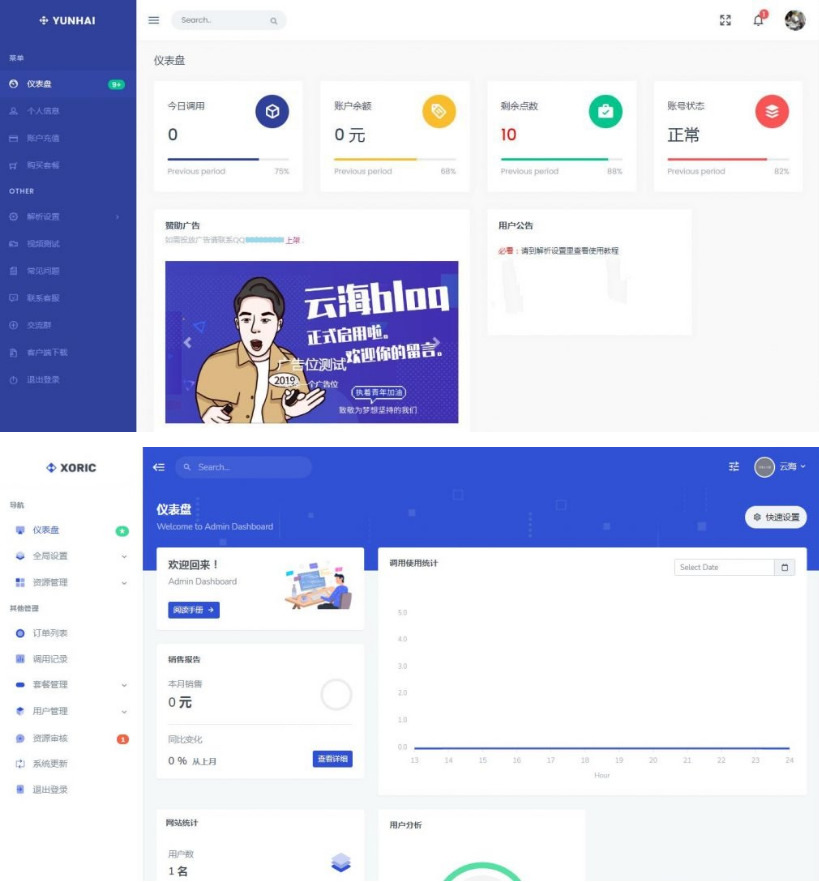 YUNHAI
Search..
1
菜单
仪表盘 9+
个人信息
账户充值
购买套餐
OTHER
解析设置
视频测试
常见问题
联系客服
交流群
客户端下载
退出登录
仪表盘
今日调用
0
Previous period 75%
账户余额
0 元
Previous period 68%
剩余点数
10
Previous period 88%
账号状态
正常
Previous period 82%
赞助广告
如需投放广告请联系QQ 上架
云海blog
正式启用啦。
欢迎你的留言。
广告位测试
2019
一个广告位
(执着青年加油)
致敬为梦想坚持的我们
用户公告
必看：请到解析设置里查看使用教程
XORIC
Search...
云海
导航
仪表盘
全局设置
资源管理
其他管理
订单列表
调用记录
套餐管理
用户管理
资源审核 1
系统更新
退出登录
仪表盘
Welcome to Admin Dashboard
快速设置
欢迎回来！
Admin Dashboard
阅读手册 →
销售报告
本月销售
0 元
同比变化
0 % 从上月
查看详细
调用使用统计
Select Date
5.0
4.0
3.0
2.0
1.0
0.0
13 14 15 16 17 18 19 20 21 22 23 24
Hour
网站统计
用户数
1 名
用户分析